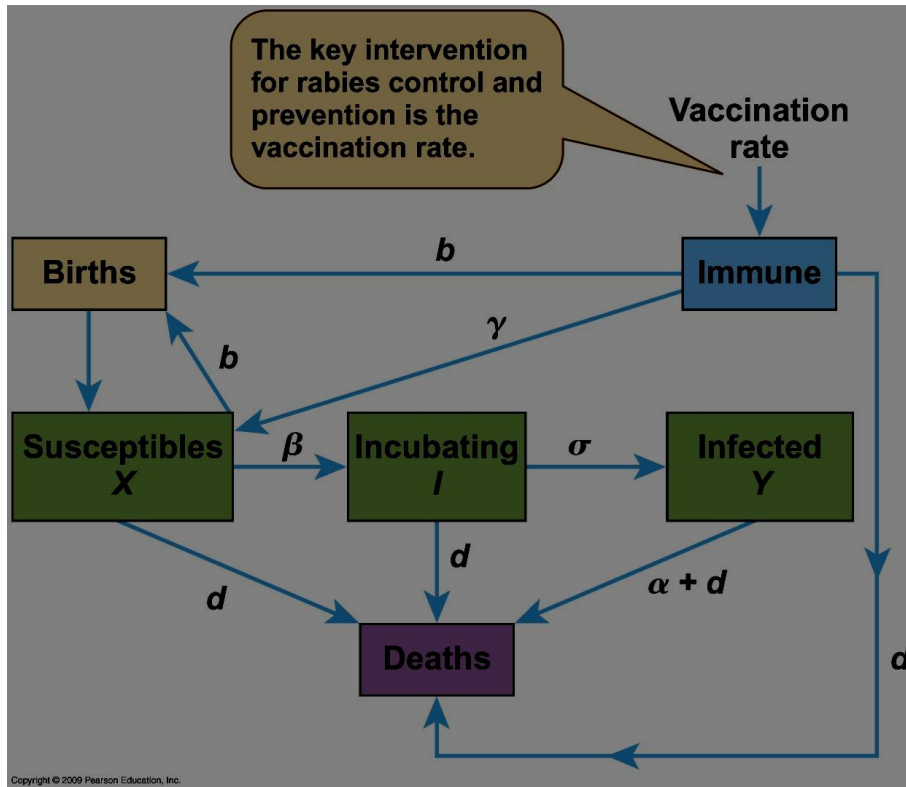 The key intervention
for rabies control and
prevention is the
vaccination rate.
Vaccination
rate
Births
b
Immune
γ
b
Susceptibles
X
β
Incubating
I
σ
Infected
Y
d
d
α + d
Deaths
d
Copyright © 2009 Pearson Education, Inc.